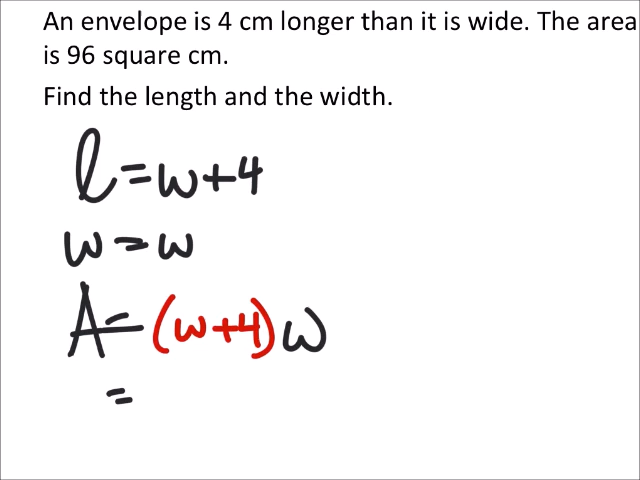 An envelope is 4 cm longer than it is wide. The area
is 96 square cm.
Find the length and the width.
l = w + 4
w = w
A = (w + 4) w
=